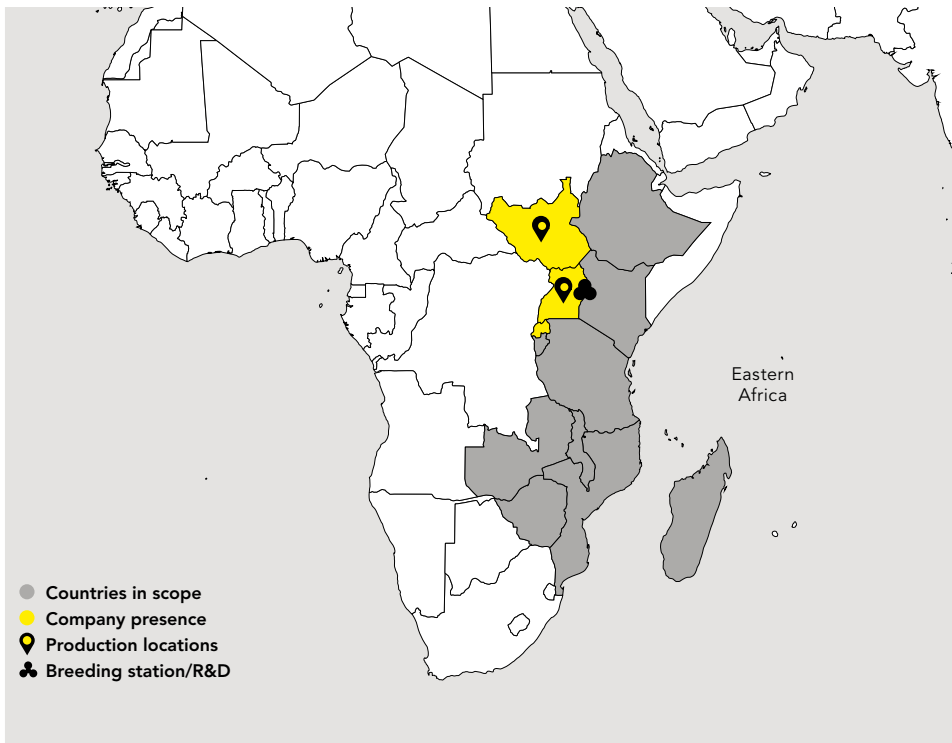 Eastern
Africa
Countries in scope
Company presence
Production locations
Breeding station/R&D